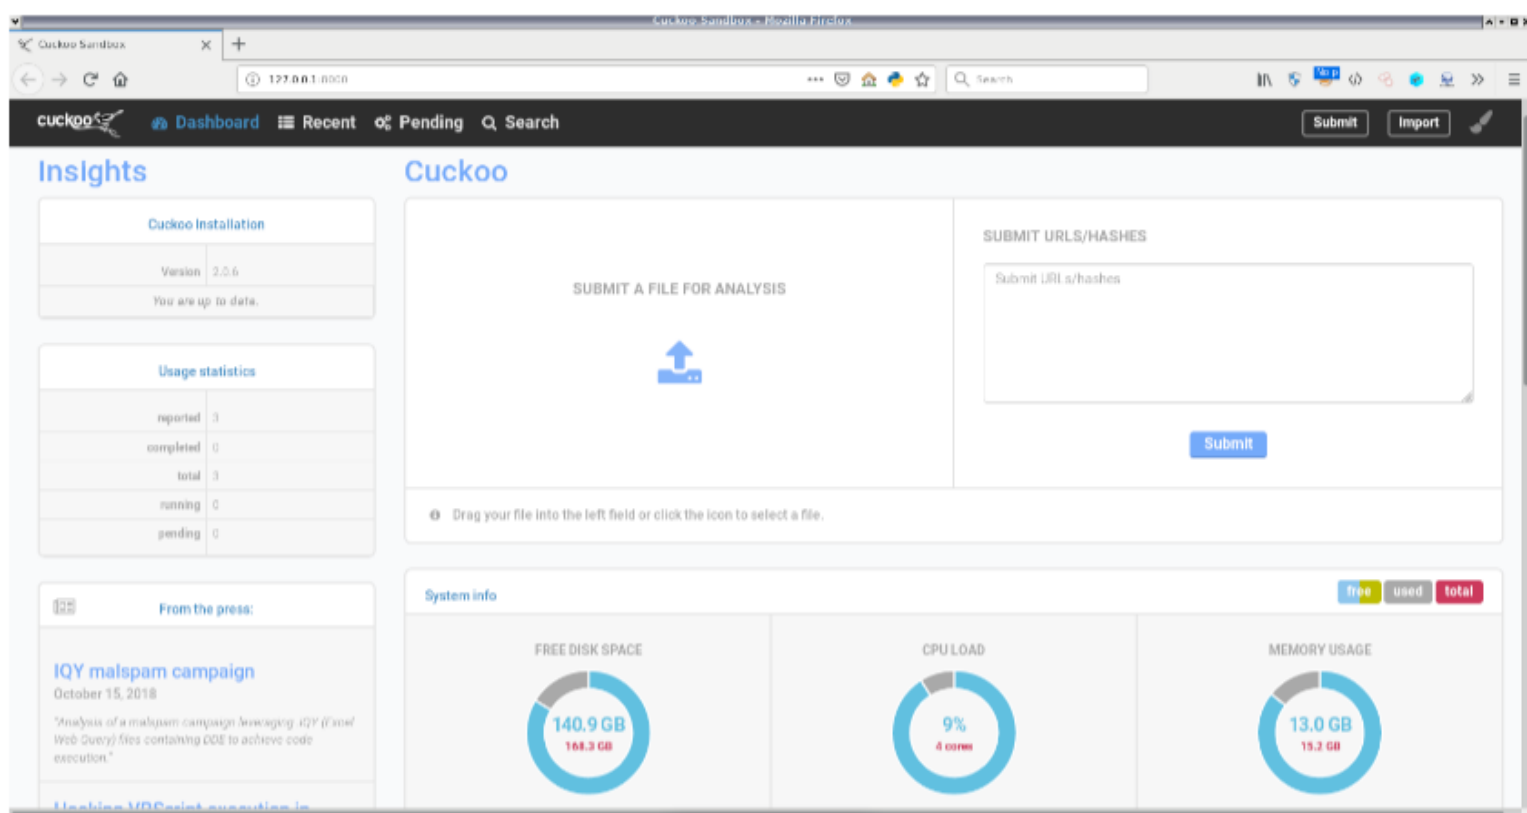 Cuckoo Sandbox - Mozilla Firefox
Cuckoo Sandbox
127.0.0.1:8000
Search
No p
cuckoo
Dashboard
Recent
Pending
Search
Submit
Import
Insights
Cuckoo Installation
Version 2.0.6
You are up to date.
Usage statistics
reported 3
completed 0
total 3
running 0
pending 0
From the press:
IQY malspam campaign
October 15, 2018
"Analysis of a malspam campaign leveraging .IQY (Excel
Web Query) files containing DDE to achieve code
execution."
Hooking VBScript execution in
Cuckoo
SUBMIT A FILE FOR ANALYSIS
SUBMIT URLS/HASHES
Submit URLs/hashes
Submit
Drag your file into the left field or click the icon to select a file.
System info
free
used
total
FREE DISK SPACE
140.9 GB
168.3 GB
CPU LOAD
9%
4 cores
MEMORY USAGE
13.0 GB
15.2 GB